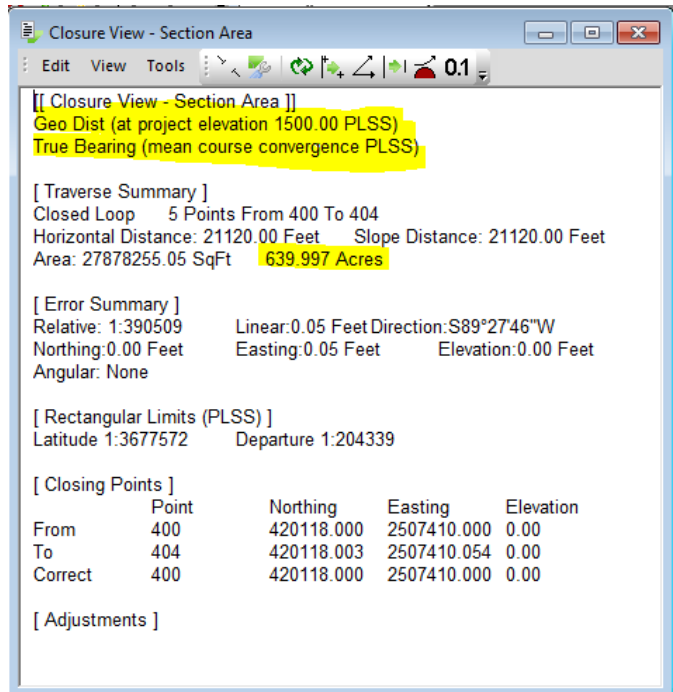 Closure View - Section Area
Edit View Tools 0.1
[[ Closure View - Section Area ]]
Geo Dist (at project elevation 1500.00 PLSS)
True Bearing (mean course convergence PLSS)
[ Traverse Summary ]
Closed Loop 5 Points From 400 To 404
Horizontal Distance: 21120.00 Feet Slope Distance: 21120.00 Feet
Area: 27878255.05 SqFt 639.997 Acres
[ Error Summary ]
Relative: 1:390509 Linear:0.05 Feet Direction:S89°27'46"W
Northing:0.00 Feet Easting:0.05 Feet Elevation:0.00 Feet
Angular: None
[ Rectangular Limits (PLSS) ]
Latitude 1:3677572 Departure 1:204339
[ Closing Points ]
Point Northing Easting Elevation
From 400 420118.000 2507410.000 0.00
To 404 420118.003 2507410.054 0.00
Correct 400 420118.000 2507410.000 0.00
[ Adjustments ]